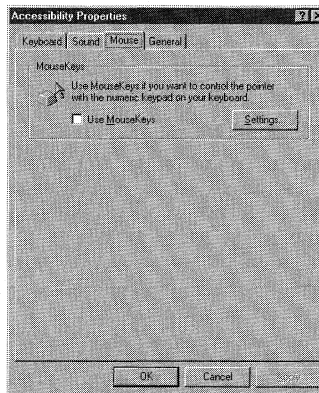 Accessibility Properties
Keyboard Sound Mouse General
MouseKeys
Use MouseKeys if you want to control the pointer
with the numeric keypad on your keyboard.
Use MouseKeys
Settings...
OK Cancel Apply